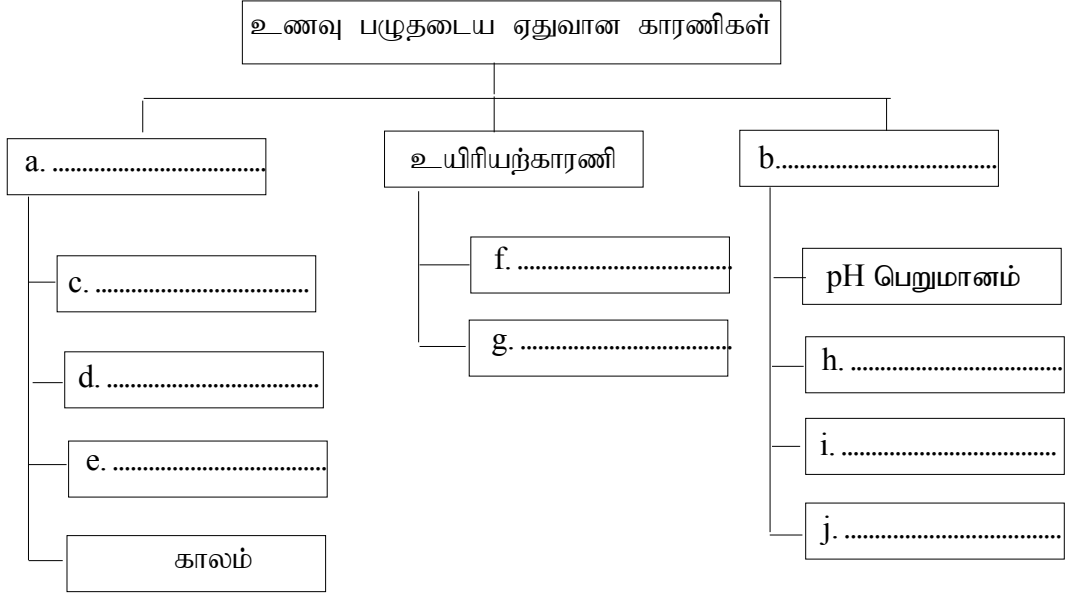 உணவு பழுதடைய ஏதுவான காரணிகள்
a. ..................................
உயிரியற்காரணி
b...................................
c. ..................................
d. ..................................
e. ..................................
காலம்
f. ..................................
g. ..................................
pH பெறுமானம்
h. ..................................
i. ..................................
j. ..................................